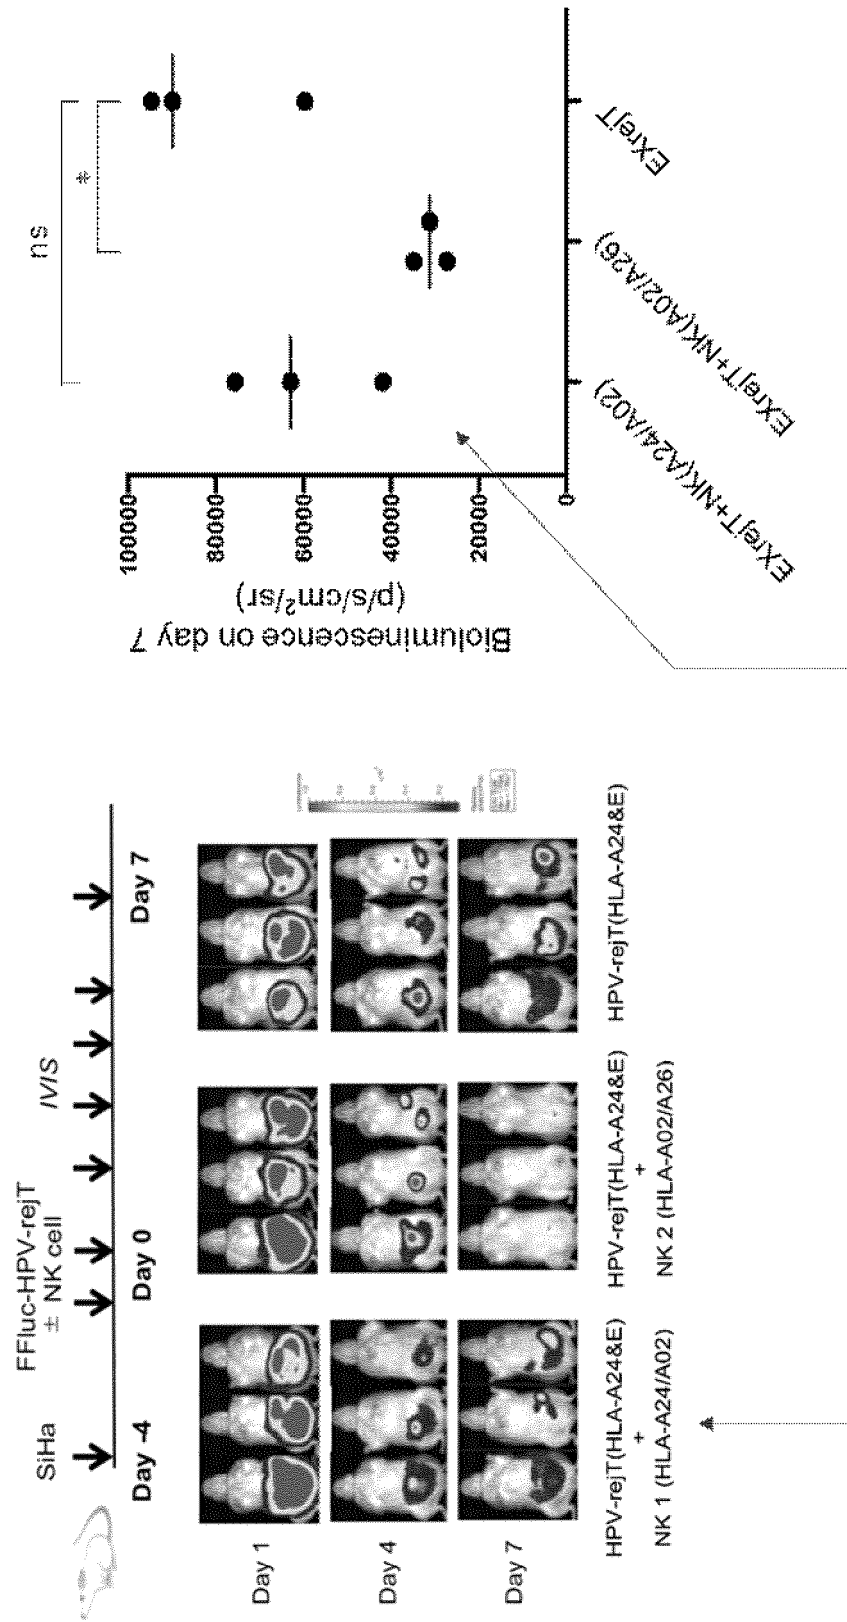 FFluc-HPV-rejT
SiHa ± NK cell IVIS
Day -4 Day 0 Day 7
Day 1
Day 4
Day 7
HPV-rejT(HLA-A24&E)
+
NK 1 (HLA-A24/A02)
HPV-rejT(HLA-A24&E)
+
NK 2 (HLA-A02/A26)
HPV-rejT(HLA-A24&E)
ns
*
Bioluminescence on day 7
(p/s/cm²/sr)
100000
80000
60000
40000
20000
0
EXrejT+NK(A24/A02)
EXrejT+NK(A02/A26)
EXrejT